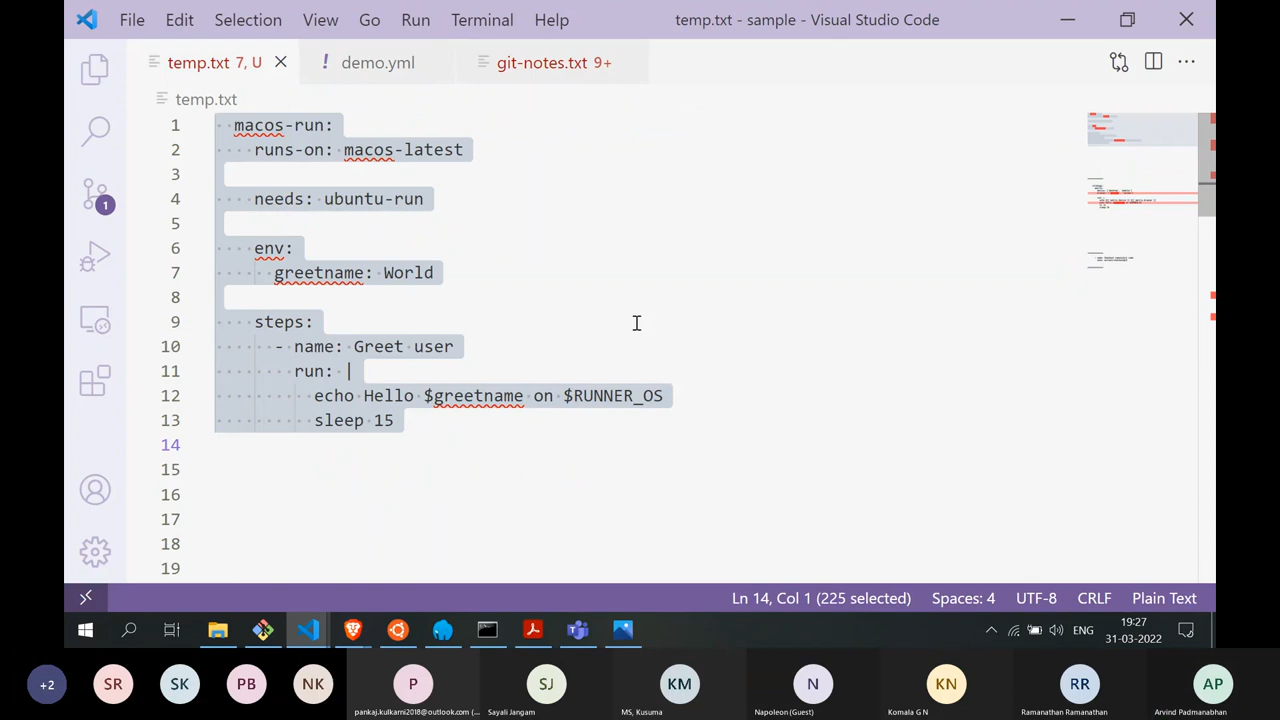 File Edit Selection View Go Run Terminal Help temp.txt - sample - Visual Studio Code
temp.txt 7, U demo.yml git-notes.txt 9+
temp.txt
1 macos-run:
2 runs-on: macos-latest
3
4 needs: ubuntu-run
5
6 env:
7 greetname: World
8
9 steps:
10 - name: Greet user
11 run: |
12 echo Hello $greetname on $RUNNER_OS
13 sleep 15
14
15
16
17
18
19
1
Ln 14, Col 1 (225 selected) Spaces: 4 UTF-8 CRLF Plain Text
ENG 19:27
31-03-2022
+2 SR SK PB NK P SJ KM N KN RR AP
pankaj.kulkarni2018@outlook.com (... Sayali Jangam MS, Kusuma Napoleon (Guest) Komala G N Ramanathan Ramanathan Arvind Padmanabhan